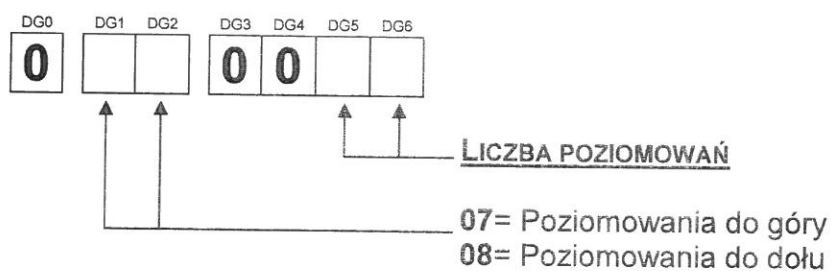 DG0 DG1 DG2 DG3 DG4 DG5 DG6
0 0 0
LICZBA POZIOMOWAŃ
07= Poziomowania do góry
08= Poziomowania do dołu